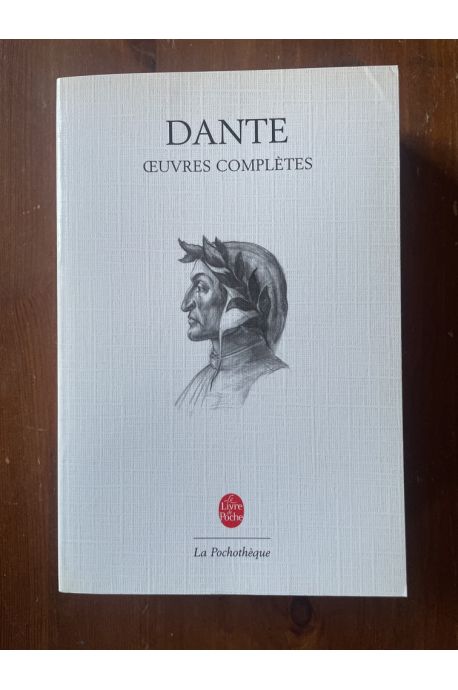 DANTE
ŒUVRES COMPLÈTES
Le
Livre
de
Poche
La Pochothèque